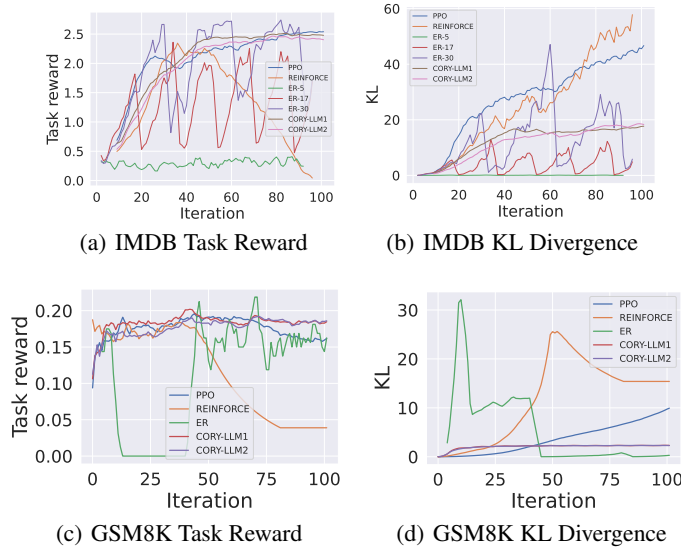 2.5
2.0
1.5
1.0
0.5
0.0
Task reward
PPO
REINFORCE
ER-5
ER-17
ER-30
CORY-LLM1
CORY-LLM2
0 20 40 60 80 100
Iteration
(a) IMDB Task Reward
60
40
20
0
KL
PPO
REINFORCE
ER-5
ER-17
ER-30
CORY-LLM1
CORY-LLM2
0 20 40 60 80 100
Iteration
(b) IMDB KL Divergence
0.20
0.15
0.10
0.05
0.00
Task reward
PPO
REINFORCE
ER
CORY-LLM1
CORY-LLM2
0 25 50 75 100
Iteration
(c) GSM8K Task Reward
30
20
10
0
KL
PPO
REINFORCE
ER
CORY-LLM1
CORY-LLM2
0 25 50 75 100
Iteration
(d) GSM8K KL Divergence